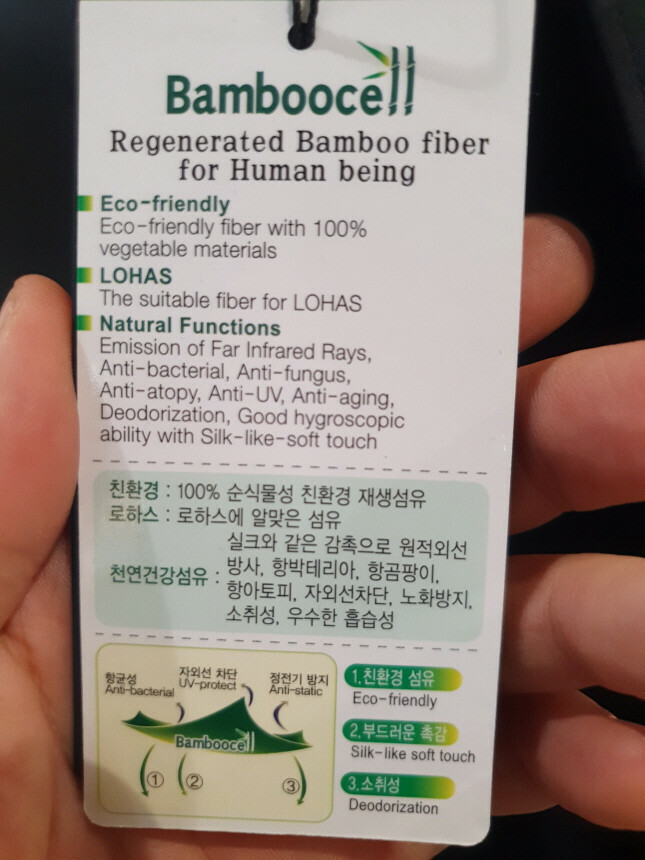 Bamboocell
Regenerated Bamboo fiber
for Human being
Eco-friendly
Eco-friendly fiber with 100%
vegetable materials
LOHAS
The suitable fiber for LOHAS
Natural Functions
Emission of Far Infrared Rays,
Anti-bacterial, Anti-fungus,
Anti-atopy, Anti-UV, Anti-aging,
Deodorization, Good hygroscopic
ability with Silk-like-soft touch
친환경 : 100% 순식물성 친환경 재생섬유
로하스 : 로하스에 알맞은 섬유
실크와 같은 감촉으로 원적외선
천연건강섬유 : 방사, 항박테리아, 항곰팡이,
항아토피, 자외선차단, 노화방지,
소취성, 우수한 흡습성
항균성
Anti-bacterial
자외선 차단
UV-protect
정전기 방지
Anti-static
Bamboocell
① ② ③
1.친환경 섬유
Eco-friendly
2.부드러운 촉감
Silk-like soft touch
3.소취성
Deodorization